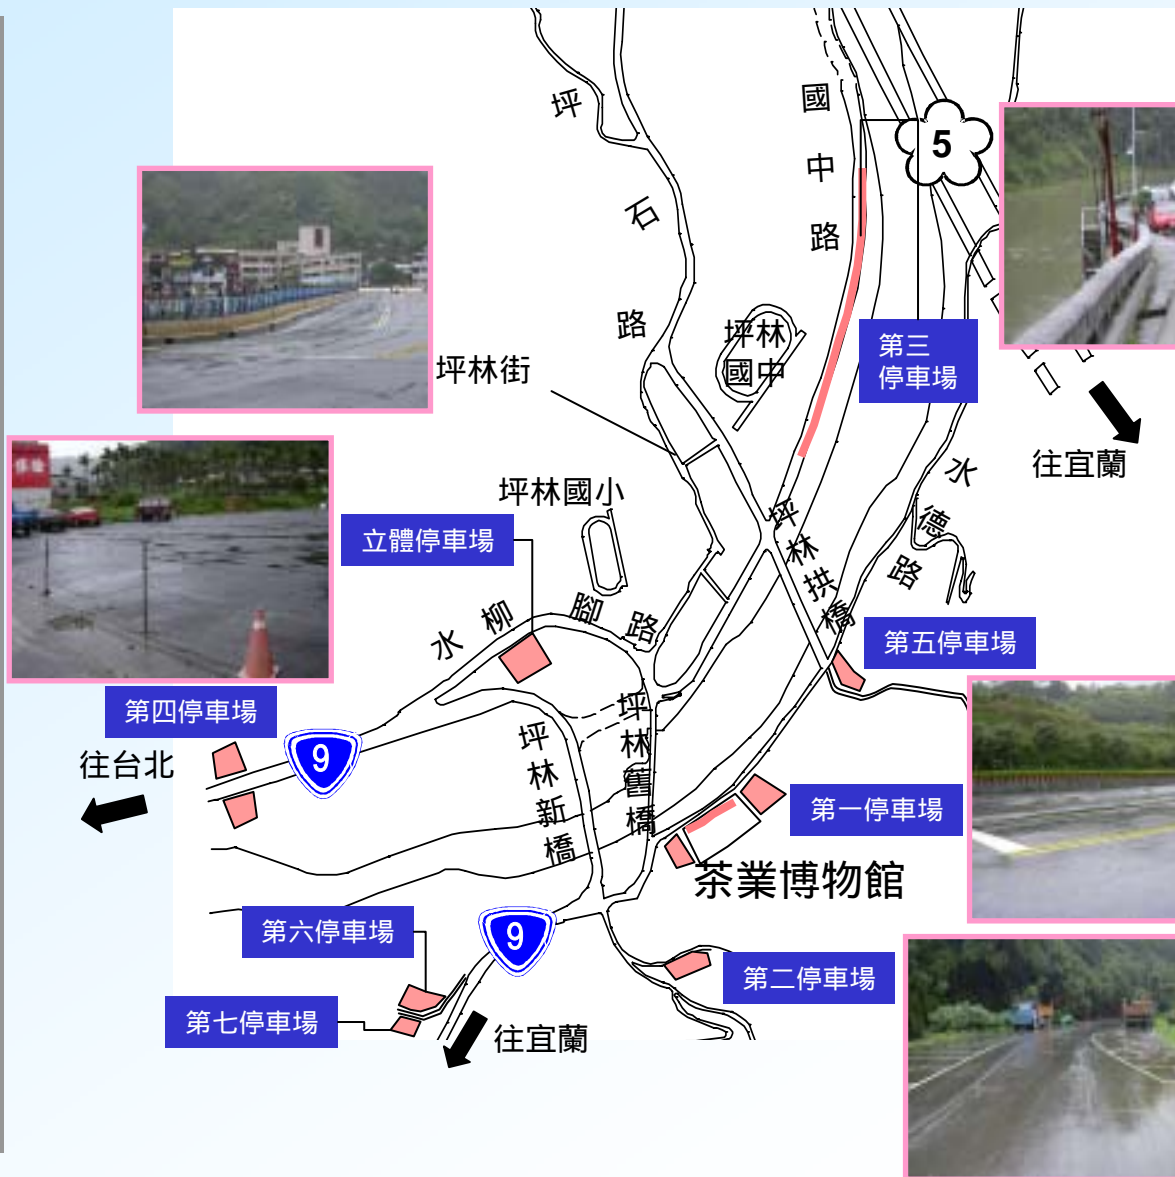 坪石路
國中路
5
坪林國中
第三
停車場
坪林街
往宜蘭
水德路
坪林國小
立體停車場
坪林拱橋
水柳腳路
第五停車場
第四停車場
往台北
9
坪林新橋
坪林舊橋
第一停車場
茶業博物館
第六停車場
9
第二停車場
第七停車場
往宜蘭